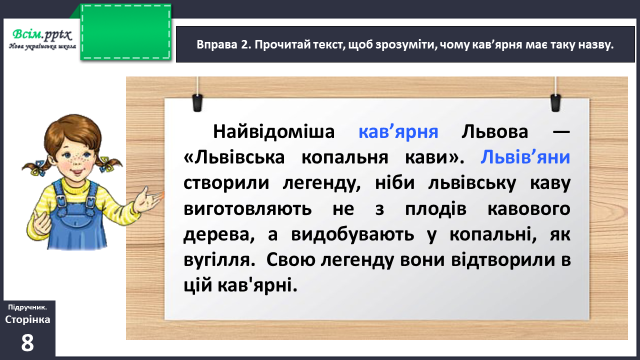 Всім.pptx
Нова українська школа
Вправа 2. Прочитай текст, щоб зрозуміти, чому кав’ярня має таку назву.
Найвідоміша кав’ярня Львова —
«Львівська копальня кави». Львів’яни
створили легенду, ніби львівську каву
виготовляють не з плодів кавового
дерева, а видобувають у копальні, як
вугілля. Свою легенду вони відтворили в
цій кав'ярні.
Підручник.
Сторінка
8